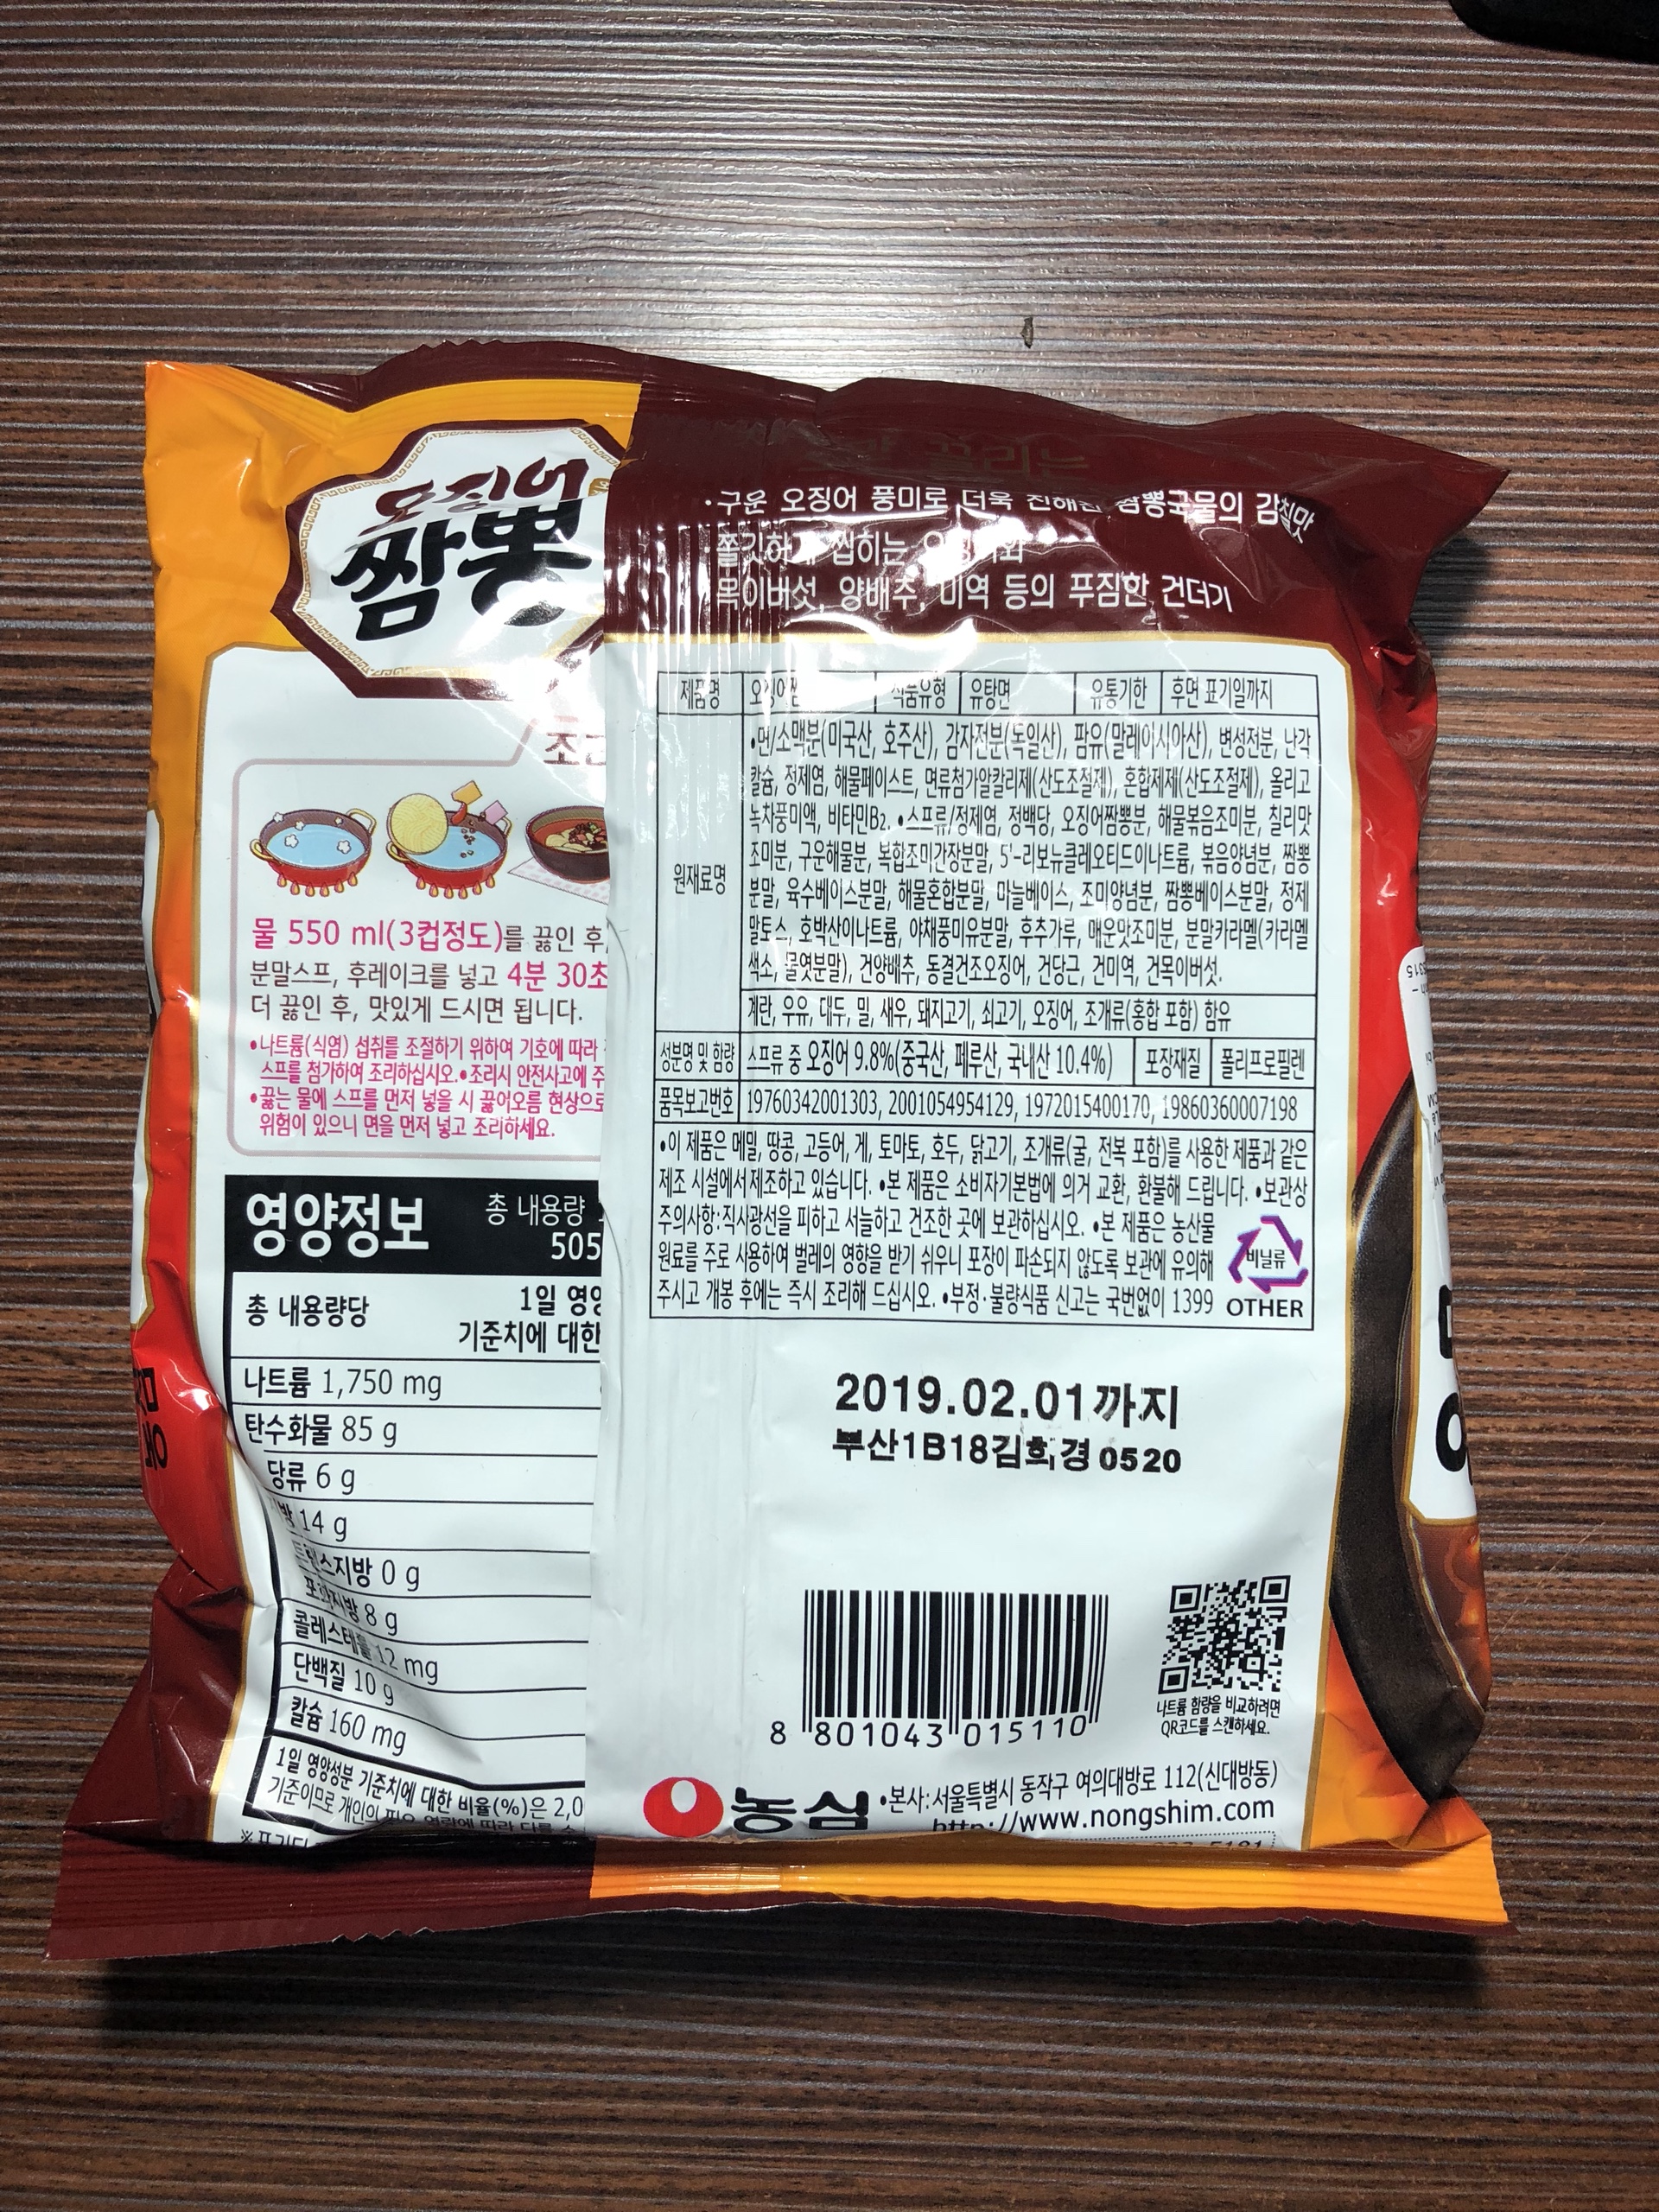 오징어
짬뽕
·구운 오징어 풍미로 더욱 진해진 짬뽕국물의 감칠맛
쫄깃하게 씹히는
목이버섯, 양배추, 미역 등의 푸짐한 건더기
물 550 ml(3컵정도)를 끓인 후,
분말스프, 후레이크를 넣고 4분 30초
더 끓인 후, 맛있게 드시면 됩니다.
•나트륨(식염) 섭취를 조절하기 위하여 기호에 따라
스프를 첨가하여 조리하십시오.•조리시 안전사고에 주
•끓는 물에 스프를 먼저 넣을 시 끓어오름 현상으로
위험이 있으니 면을 먼저 넣고 조리하세요.
영양정보 총 내용량
505
총 내용량당 1일 영양
기준치에 대한
나트륨 1,750 mg
탄수화물 85 g
당류 6 g
14 g
트랜스지방 0 g
포화지방 8 g
콜레스테롤 12 mg
단백질 10 g
칼슘 160 mg
1일 영양성분 기준치에 대한 비율(%)은 2,0
기준이므로 개인의 필요 열량에 따라 다를 수
제품명 오징어짬 식품유형 유탕면 유통기한 후면 표기일까지
원재료명
•면/소맥분(미국산, 호주산), 감자전분(독일산), 팜유(말레이시아산), 변성전분, 난각
칼슘, 정제염, 해물페이스트, 면류첨가알칼리제(산도조절제), 혼합제제(산도조절제), 올리고
녹차풍미액, 비타민B₂. •스프류/정제염, 정백당, 오징어짬뽕분, 해물볶음조미분, 칠리맛
조미분, 구운해물분, 복합조미간장분말, 5'-리보뉴클레오티드이나트륨, 볶음양념분, 짬뽕
분말, 육수베이스분말, 해물혼합분말, 마늘베이스, 조미양념분, 짬뽕베이스분말, 정제
말토스, 호박산이나트륨, 야채풍미유분말, 후추가루, 매운맛조미분, 분말카라멜(카라멜
색소, 물엿분말), 건양배추, 동결건조오징어, 건당근, 건미역, 건목이버섯.
계란, 우유, 대두, 밀, 새우, 돼지고기, 쇠고기, 오징어, 조개류(홍합 포함) 함유
성분명 및 함량 스프류 중 오징어 9.8%(중국산, 페루산, 국내산 10.4%) 포장재질 폴리프로필렌
품목보고번호 19760342001303, 2001054954129, 1972015400170, 19860360007198
•이 제품은 메밀, 땅콩, 고등어, 게, 토마토, 호두, 닭고기, 조개류(굴, 전복 포함)를 사용한 제품과 같은
제조 시설에서 제조하고 있습니다. •본 제품은 소비자기본법에 의거 교환, 환불해 드립니다. •보관상
주의사항:직사광선을 피하고 서늘하고 건조한 곳에 보관하십시오. •본 제품은 농산물
원료를 주로 사용하여 벌레의 영향을 받기 쉬우니 포장이 파손되지 않도록 보관에 유의해
주시고 개봉 후에는 즉시 조리해 드십시오. •부정·불량식품 신고는 국번없이 1399
비닐류
OTHER
2019.02.01까지
부산1B18김희경 0520
8 801043 015110
나트륨 함량을 비교하려면
QR코드를 스캔하세요.
농심
•본사:서울특별시 동작구 여의대방로 112(신대방동)
http://www.nongshim.com